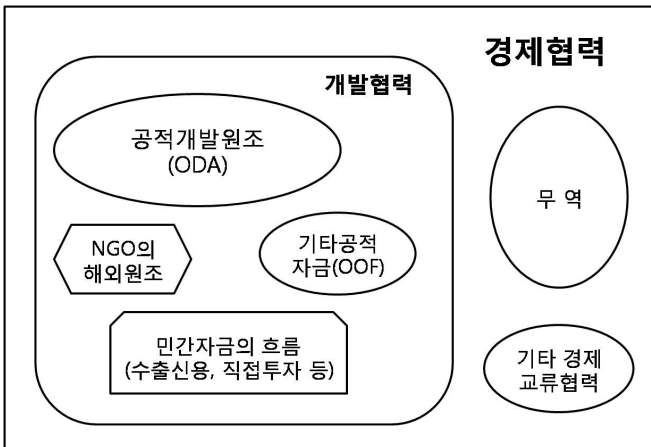 경제협력
개발협력
공적개발원조
(ODA)
무 역
NGO의
해외원조
기타공적
자금(OOF)
민간자금의 흐름
(수출신용, 직접투자 등)
기타 경제
교류협력